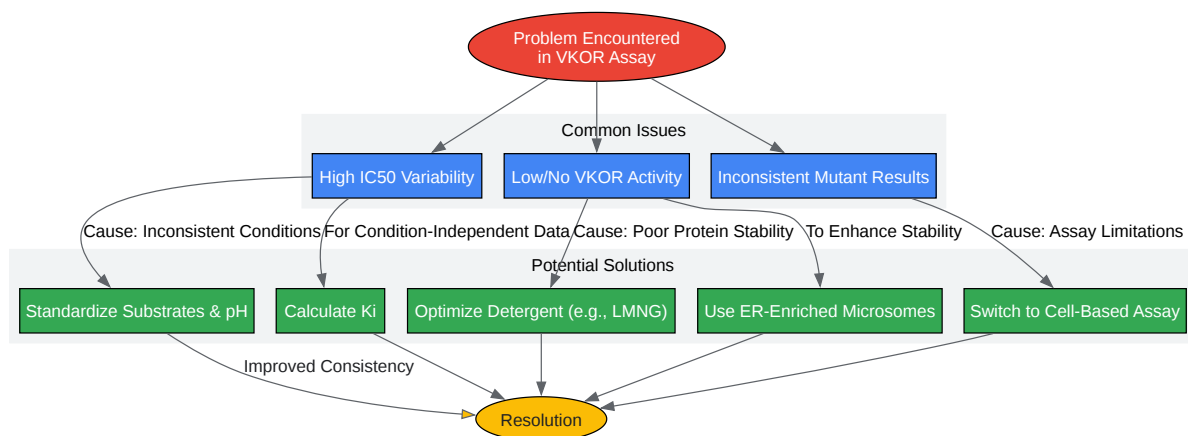 Problem Encountered
in VKOR Assay
Common Issues
High IC50 Variability
Low/No VKOR Activity
Inconsistent Mutant Results
Cause: Inconsistent Conditions
For Condition-Independent Data
Cause: Poor Protein Stability
To Enhance Stability
Cause: Assay Limitations
Potential Solutions
Standardize Substrates & pH
Calculate Ki
Optimize Detergent (e.g., LMNG)
Use ER-Enriched Microsomes
Switch to Cell-Based Assay
Improved Consistency
Resolution